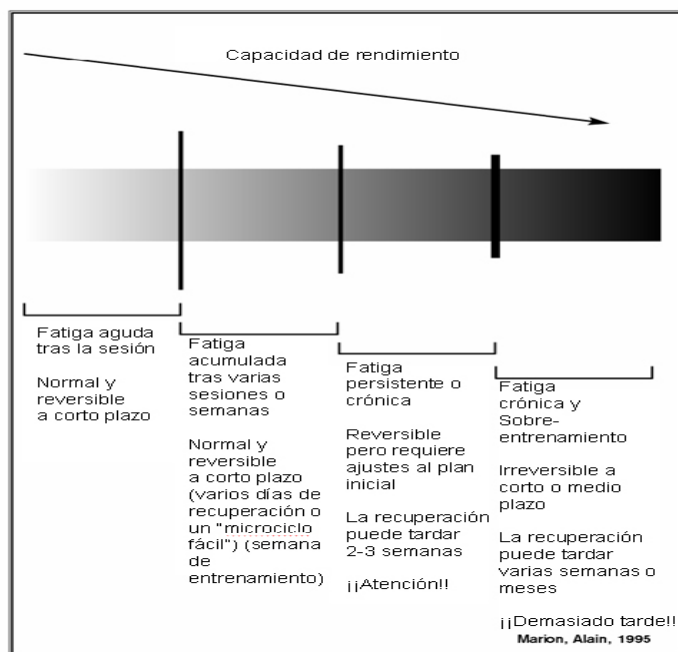 Capacidad de rendimiento
Fatiga aguda
tras la sesión
Normal y
reversible
a corto plazo
Fatiga
acumulada
tras varias
sesiones o
semanas
Normal y
reversible
a corto plazo
(varios días de
recuperación o
un "microciclo
fácil") (semana
de
entrenamiento)
Fatiga
persistente o
crónica
Reversible
pero requiere
ajustes al plan
inicial
La recuperación
puede tardar
2-3 semanas
¡¡Atención!!
Fatiga
crónica y
Sobre-
entrenamiento
Irreversible a
corto o medio
plazo
La recuperación
puede tardar
varias semanas o
meses
¡¡Demasiado tarde!!
Marion, Alain, 1995